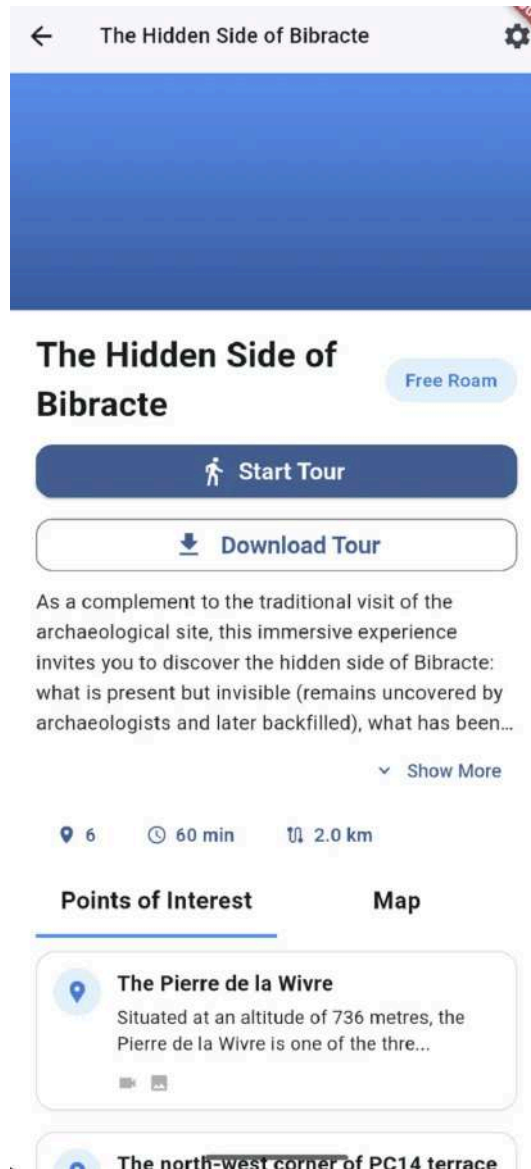 The Hidden Side of Bibracte
The Hidden Side of
Bibracte
Free Roam
Start Tour
Download Tour
As a complement to the traditional visit of the
archaeological site, this immersive experience
invites you to discover the hidden side of Bibracte:
what is present but invisible (remains uncovered by
archaeologists and later backfilled), what has been...
Show More
6
60 min
2.0 km
Points of Interest
Map
The Pierre de la Wivre
Situated at an altitude of 736 metres, the
Pierre de la Wivre is one of the thre...
The north-west corner of PC14 terrace